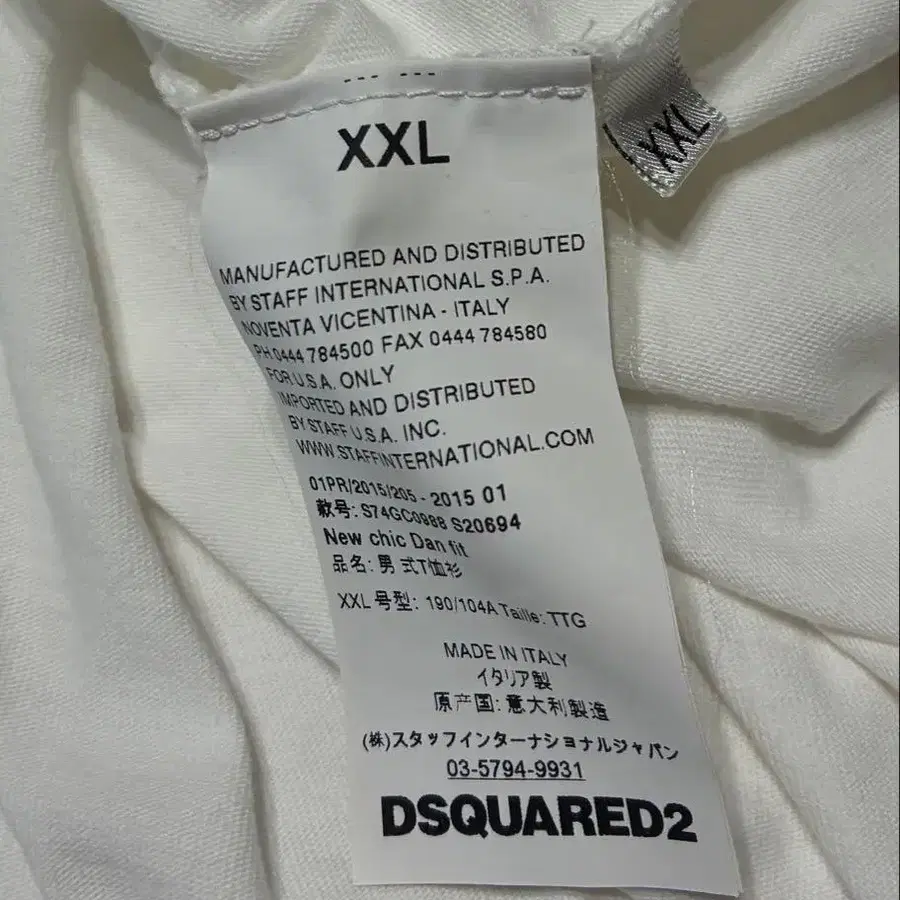 XXL
XXL
MANUFACTURED AND DISTRIBUTED
BY STAFF INTERNATIONAL S.P.A.
NOVENTA VICENTINA - ITALY
PH.0444 784500 FAX 0444 784580
FOR U.S.A. ONLY
IMPORTED AND DISTRIBUTED
BY STAFF U.S.A. INC.
WWW.STAFFINTERNATIONAL.COM
01PR/2015/205 - 2015 01
款号: S74GC0988 S20694
New chic Dan fit
品名: 男 式T恤衫
XXL 号型: 190/104A Taille: TTG
MADE IN ITALY
イタリア製
原产国: 意大利製造
(株)スタッフインターナショナルジャパン
03-5794-9931
DSQUARED2